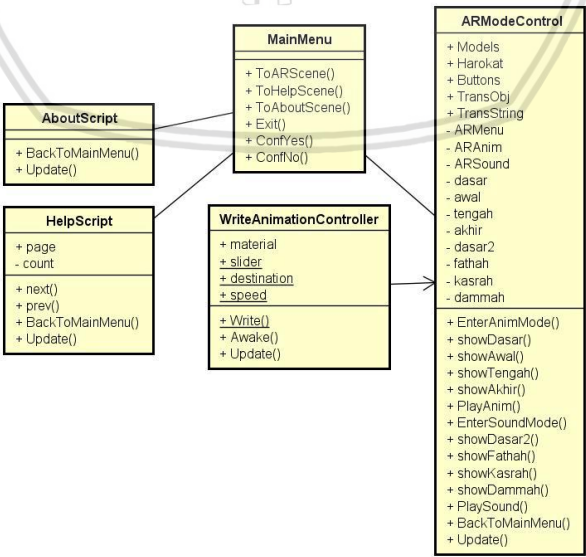 MainMenu
+ ToARScene()
+ ToHelpScene()
+ ToAboutScene()
+ Exit()
+ ConfYes()
+ ConfNo()
AboutScript
+ BackToMainMenu()
+ Update()
HelpScript
+ page
- count
+ next()
+ prev()
+ BackToMainMenu()
+ Update()
WriteAnimationController
+ material
+ slider
+ destination
+ speed
+ Write()
+ Awake()
+ Update()
ARModeControl
+ Models
+ Harokat
+ Buttons
+ TransObj
+ TransString
- ARMenu
- ARAnim
- ARSound
- dasar
- awal
- tengah
- akhir
- dasar2
- fathah
- kasrah
- dammah
+ EnterAnimMode()
+ showDasar()
+ showAwal()
+ showTengah()
+ showAkhir()
+ PlayAnim()
+ EnterSoundMode()
+ showDasar2()
+ showFathah()
+ showKasrah()
+ showDammah()
+ PlaySound()
+ BackToMainMenu()
+ Update()